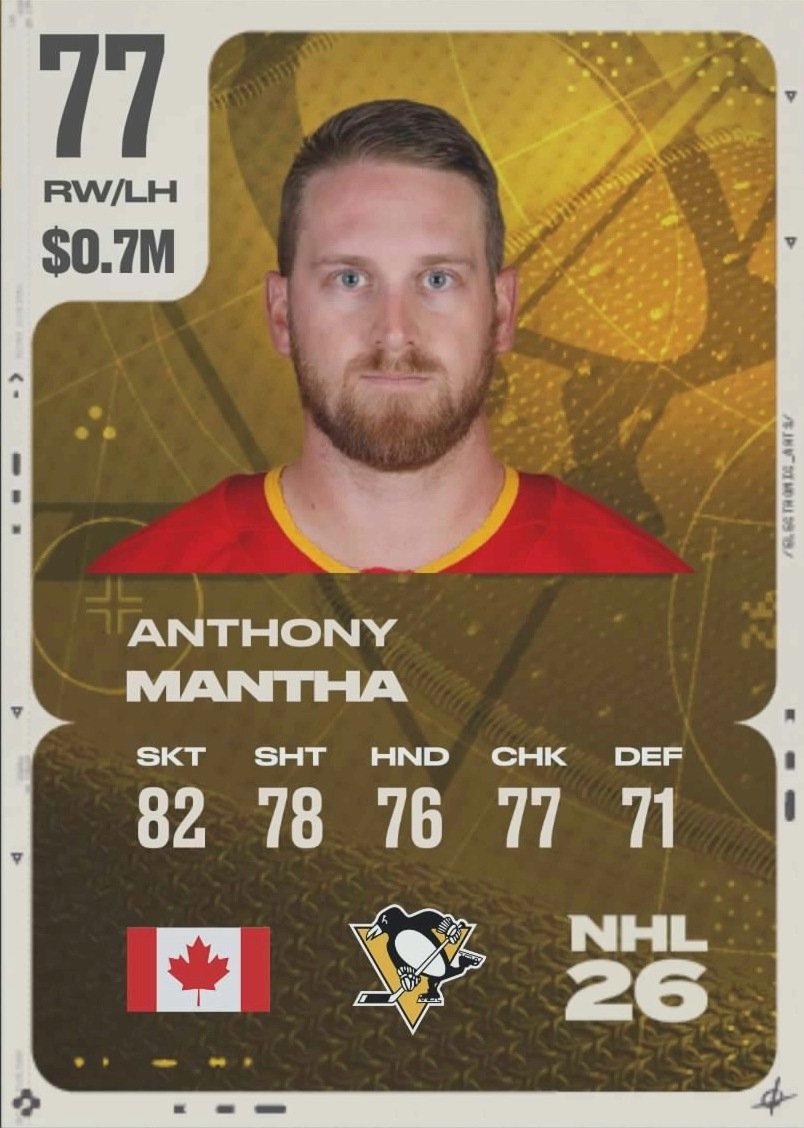 77
RW/LH
$0.7M
ANTHONY
MANTHA
SKT SHT HND CHK DEF
82 78 76 77 71
NHL
26